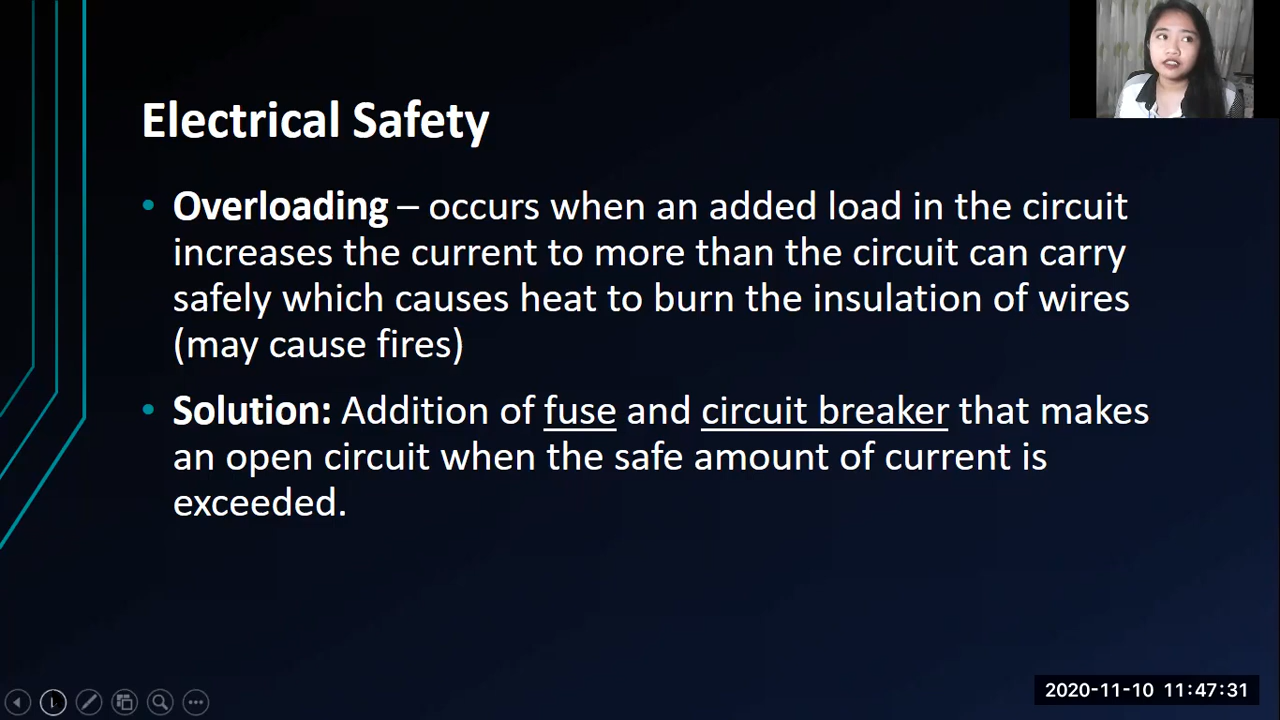 Electrical Safety
• Overloading – occurs when an added load in the circuit
increases the current to more than the circuit can carry
safely which causes heat to burn the insulation of wires
(may cause fires)
• Solution: Addition of fuse and circuit breaker that makes
an open circuit when the safe amount of current is
exceeded.
2020-11-10 11:47:31